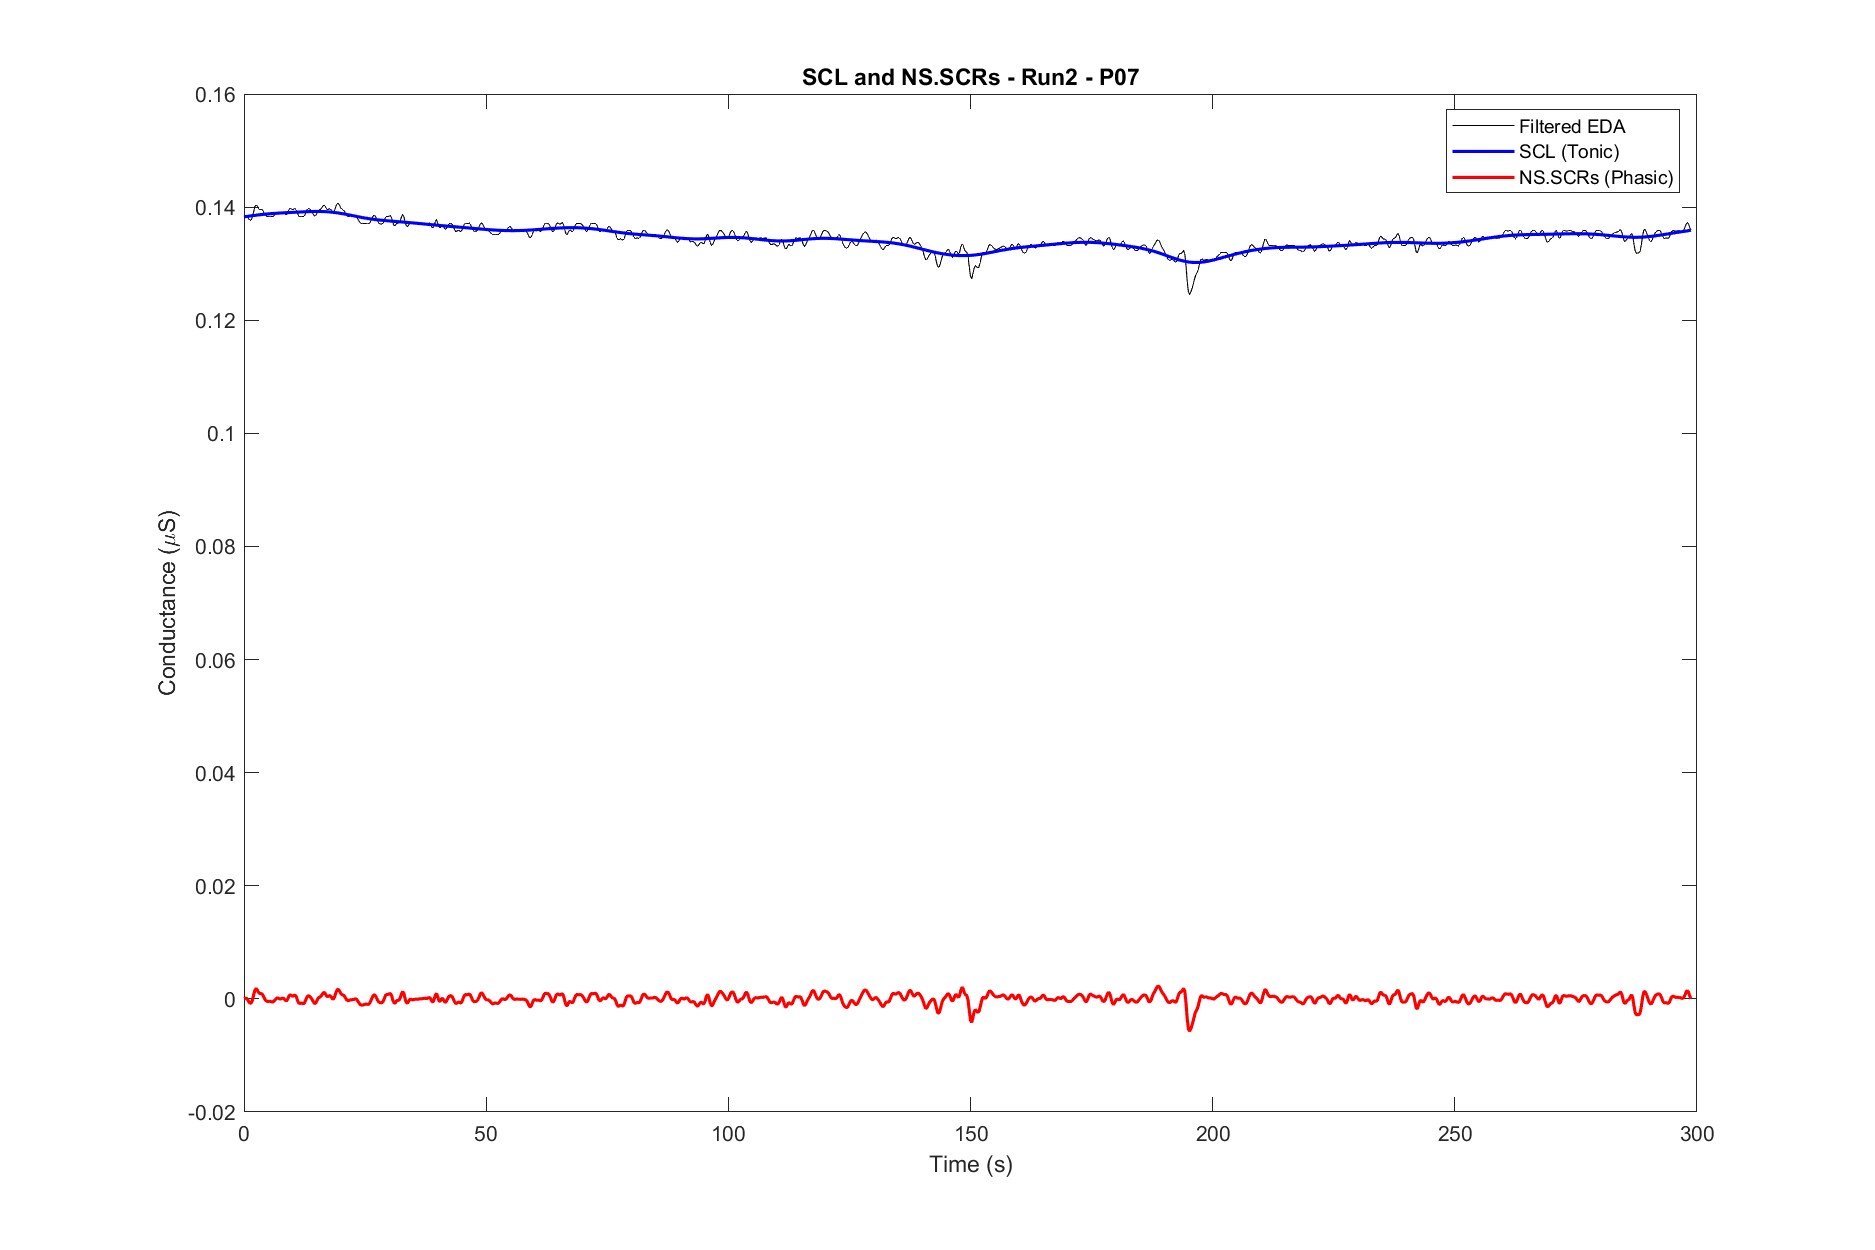 SCL and NS.SCRs - Run2 - P07
Filtered EDA
SCL (Tonic)
NS.SCRs (Phasic)
Conductance (μS)
0.16
0.14
0.12
0.1
0.08
0.06
0.04
0.02
0
-0.02
0 50 100 150 200 250 300
Time (s)